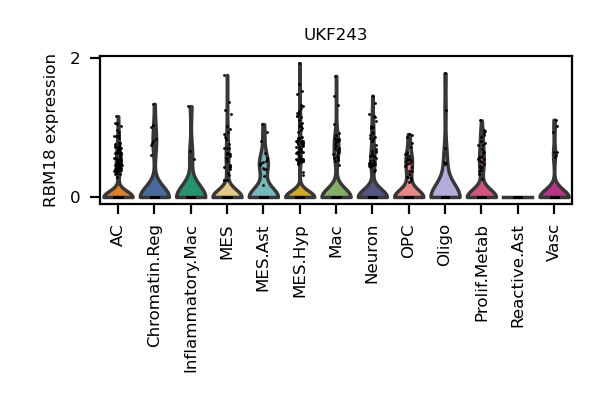 UKF243
RBM18 expression
2
0
AC
Chromatin.Reg
Inflammatory.Mac
MES
MES.Ast
MES.Hyp
Mac
Neuron
OPC
Oligo
Prolif.Metab
Reactive.Ast
Vasc